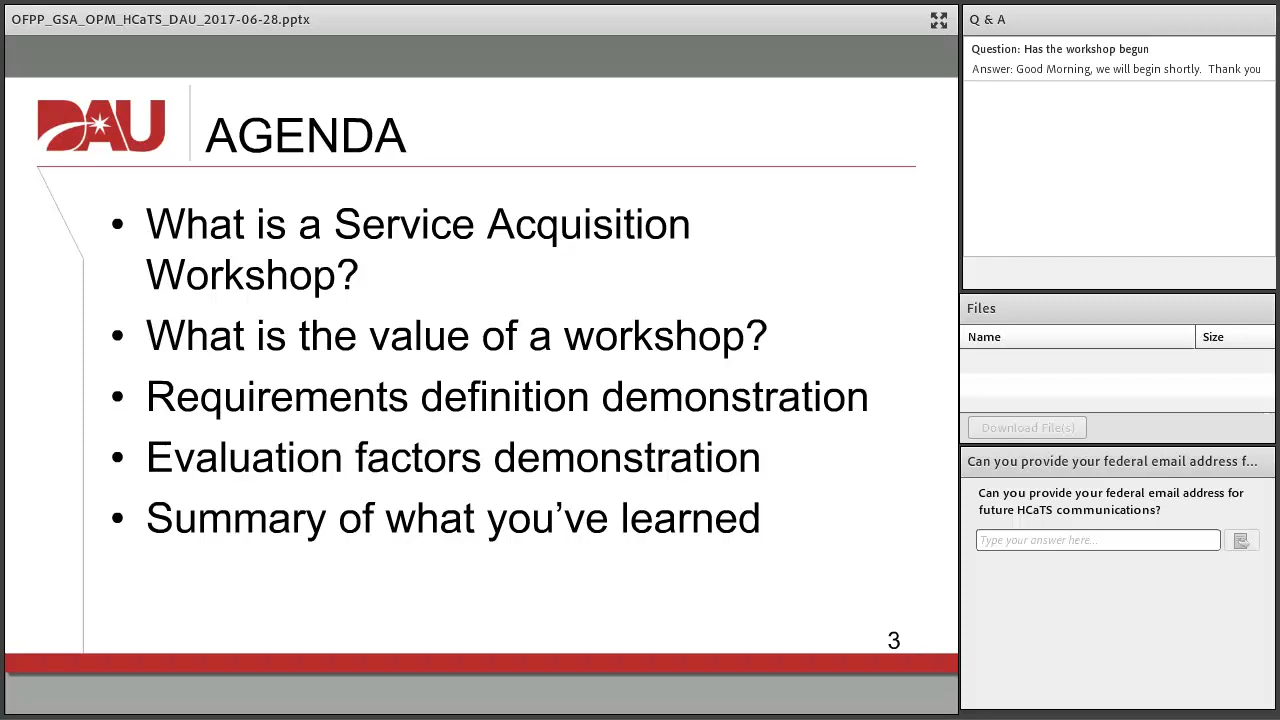 OFPP_GSA_OPM_HCaTS_DAU_2017-06-28.pptx
DAU
AGENDA
• What is a Service Acquisition
Workshop?
• What is the value of a workshop?
• Requirements definition demonstration
• Evaluation factors demonstration
• Summary of what you’ve learned
3
Q & A
Question: Has the workshop begun
Answer: Good Morning, we will begin shortly. Thank you
Files
Name Size
Download File(s)
Can you provide your federal email address f...
Can you provide your federal email address for
future HCaTS communications?
Type your answer here...